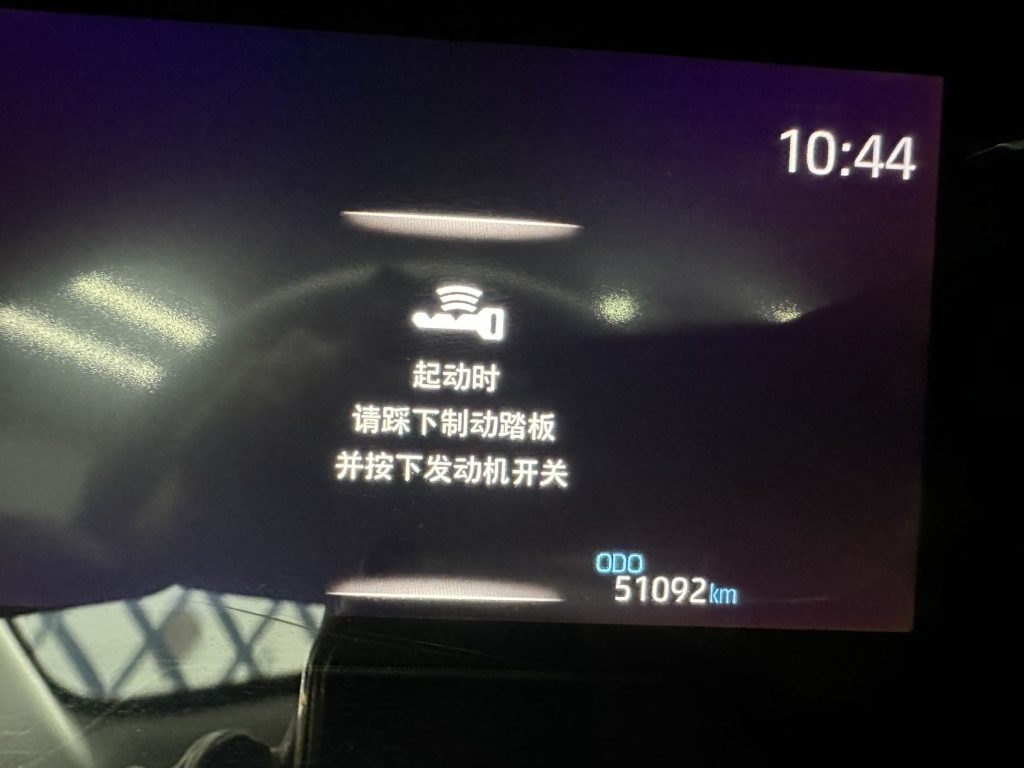 10:44
起动时
请踩下制动踏板
并按下发动机开关
ODO
51092km